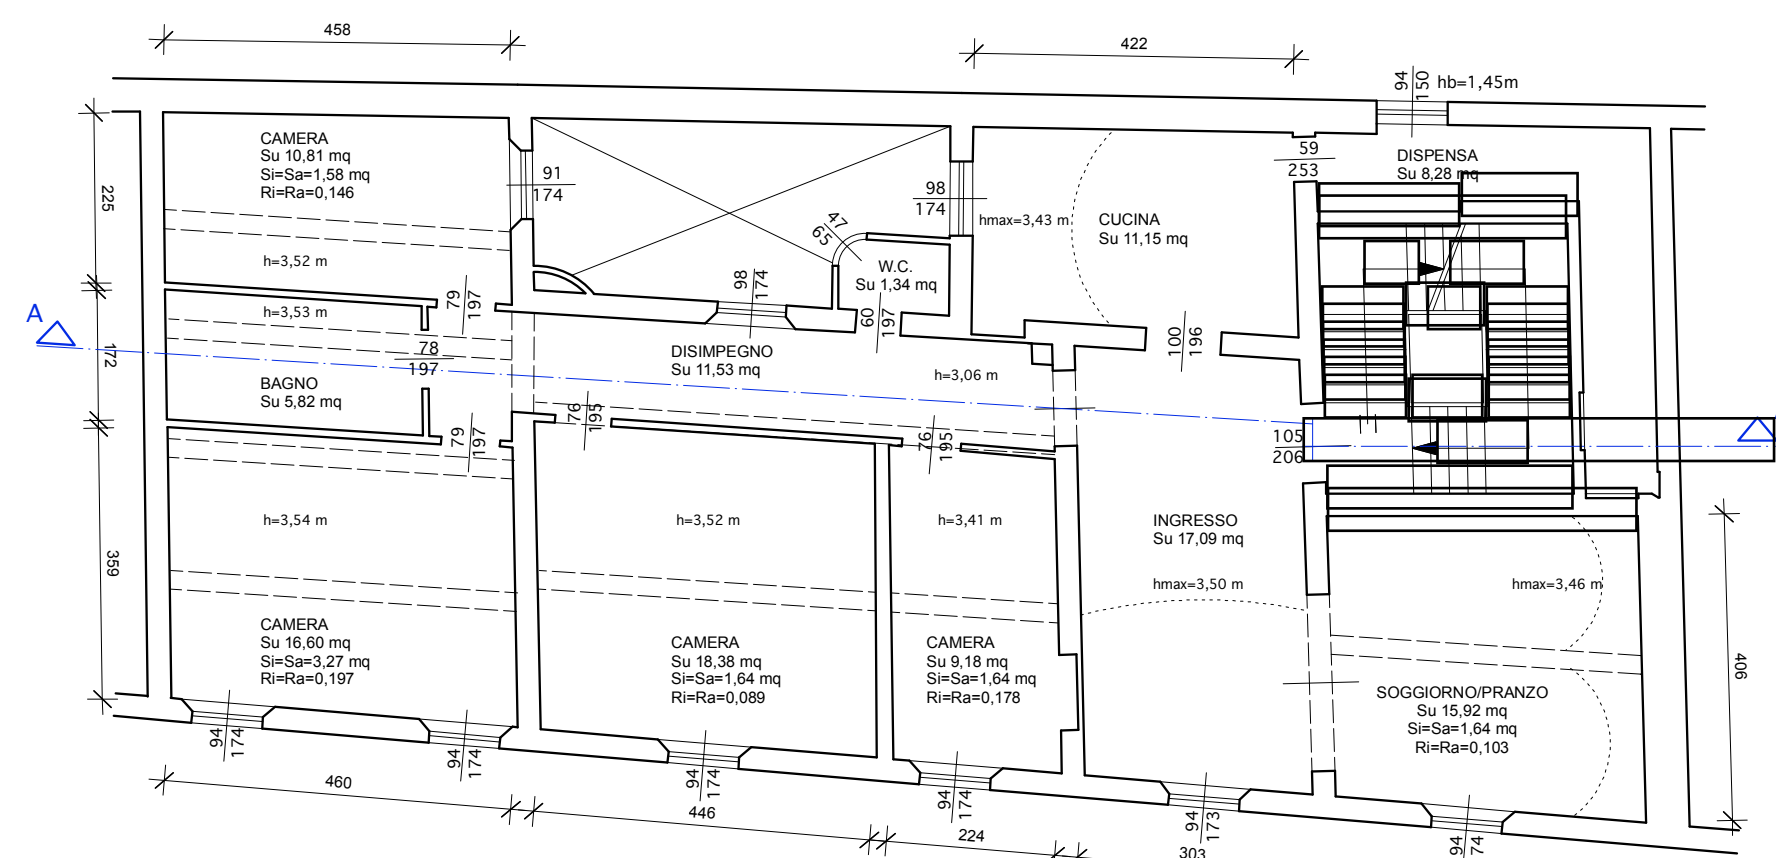 458
422
94
150
hb=1,45m
CAMERA
Su 10,81 mq
Si=Sa=1,58 mq
Ri=Ra=0,146
h=3,52 m
225
91
174
98
174
59
253
DISPENSA
Su 8,28 mq
hmax=3,43 m
CUCINA
Su 11,15 mq
47
65
W.C.
Su 1,34 mq
98
174
60
197
79
197
A
h=3,53 m
172
78
197
BAGNO
Su 5,82 mq
DISIMPEGNO
Su 11,53 mq
h=3,06 m
100
196
76
195
76
195
79
197
105
206
A
h=3,54 m
h=3,52 m
h=3,41 m
INGRESSO
Su 17,09 mq
hmax=3,50 m
hmax=3,46 m
359
406
CAMERA
Su 16,60 mq
Si=Sa=3,27 mq
Ri=Ra=0,197
CAMERA
Su 18,38 mq
Si=Sa=1,64 mq
Ri=Ra=0,089
CAMERA
Su 9,18 mq
Si=Sa=1,64 mq
Ri=Ra=0,178
SOGGIORNO/PRANZO
Su 15,92 mq
Si=Sa=1,64 mq
Ri=Ra=0,103
94
174
94
174
94
174
94
174
94
173
94
74
460
446
224
303